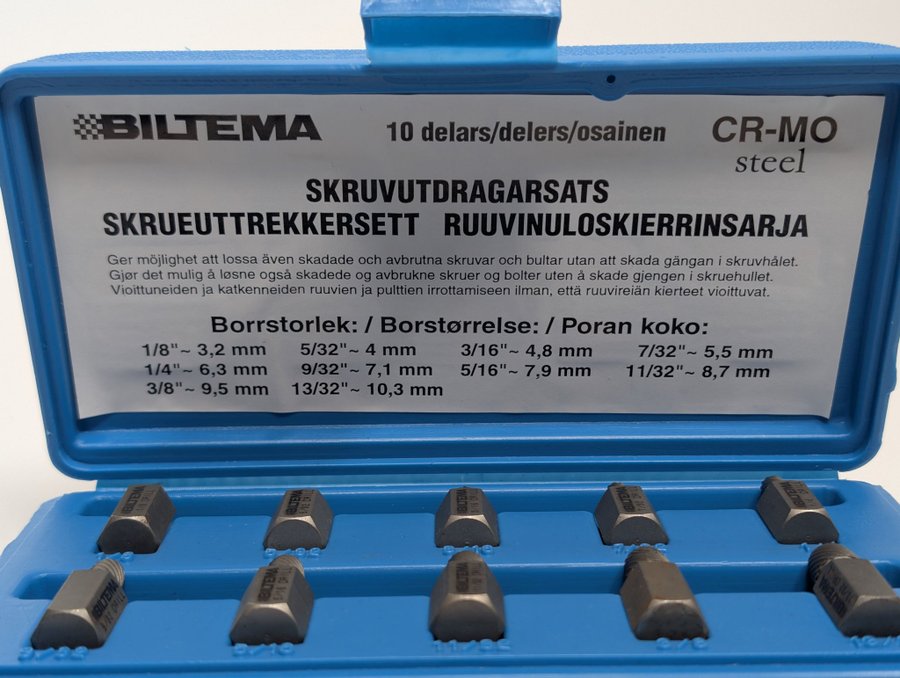 BILTEMA 10 delars/delers/osainen CR-MO
steel
SKRUVUTDRAGARSATS
SKRUEUTTREKKERSETT RUUVINULOSKIERRINSARJA
Ger möjlighet att lossa även skadade och avbrutna skruvar och bultar utan att skada gängan i skruvhålet.
Gjør det mulig å løsne også skadede og avbrukne skruer og bolter uten å skade gjengen i skruehullet.
Vioittuneiden ja katkenneiden ruuvien ja pulttien irrottamiseen ilman, että ruuvireiän kierteet vioittuvat.
Borrstorlek: / Borstørrelse: / Poran koko:
1/8"~ 3,2 mm 5/32"~ 4 mm 3/16"~ 4,8 mm 7/32"~ 5,5 mm
1/4"~ 6,3 mm 9/32"~ 7,1 mm 5/16"~ 7,9 mm 11/32"~ 8,7 mm
3/8"~ 9,5 mm 13/32"~ 10,3 mm
BILTEMA
BILTEMA
BILTEMA